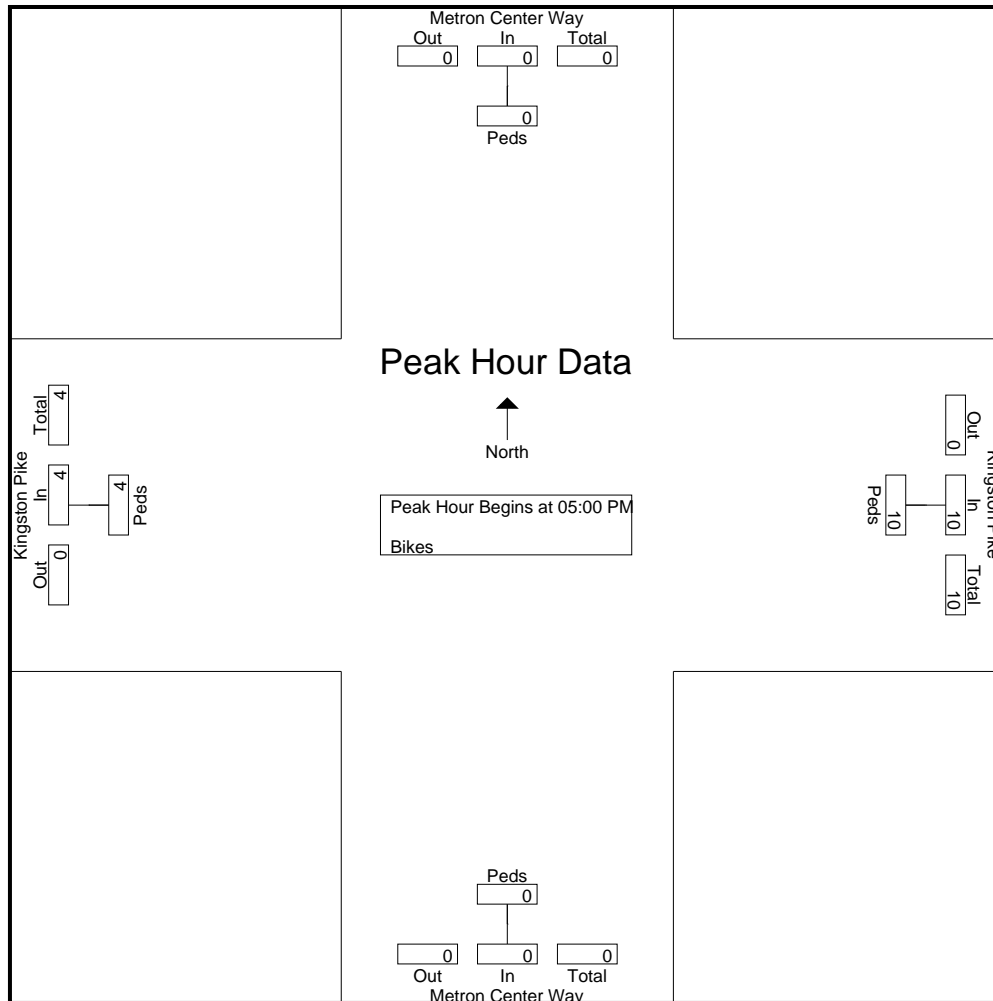 Metron Center Way
Out In Total
0 0 0
0
Peds
Peak Hour Data
North
Peak Hour Begins at 05:00 PM
Bikes
Kingston Pike
Total In Out
4 4 0
4
Peds
Kingston Pike
Out In Total
0 10 10
10
Peds
Peds
0
0 0 0
Out In Total
Metron Center Way